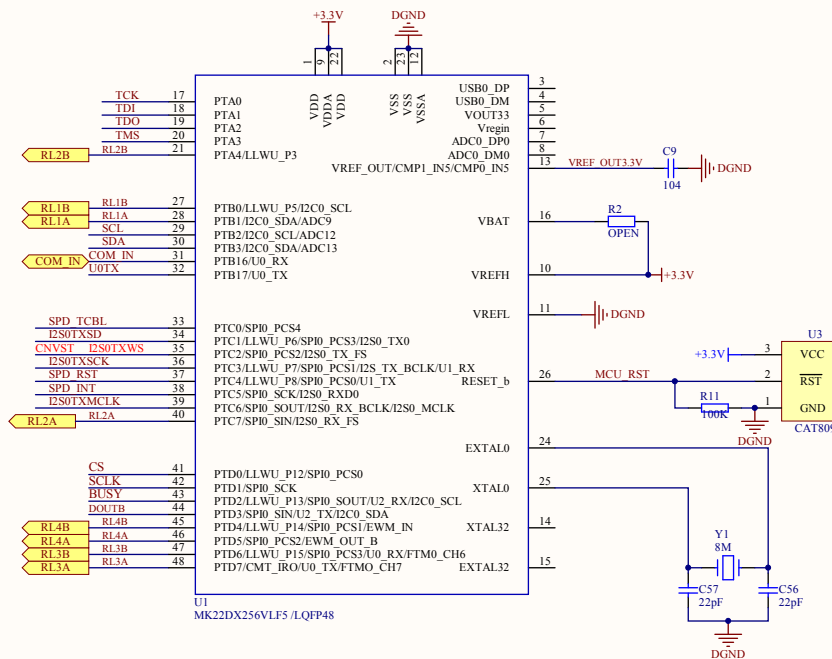 +3.3V
DGND
1
9
22
2
23
12
VDD
VDDA
VDD
VSS
VSS
VSSA
TCK 17 PTA0
TDI 18 PTA1
TDO 19 PTA2
TMS 20 PTA3
RL2B RL2B 21 PTA4/LLWU_P3
RL1B RL1B 27 PTB0/LLWU_P5/I2C0_SCL
RL1A RL1A 28 PTB1/I2C0_SDA/ADC9
SCL 29 PTB2/I2C0_SCL/ADC12
SDA 30 PTB3/I2C0_SDA/ADC13
COM_IN COM_IN 31 PTB16/U0_RX
U0TX 32 PTB17/U0_TX
SPD_TCBL 33 PTC0/SPI0_PCS4
I2S0TXSD 34 PTC1/LLWU_P6/SPI0_PCS3/I2S0_TX0
CNVST I2S0TXWS 35 PTC2/SPI0_PCS2/I2S0_TX_FS
I2S0TXSCK 36 PTC3/LLWU_P7/SPI0_PCS1/I2S_TX_BCLK/U1_RX
SPD_RST 37 PTC4/LLWU_P8/SPI0_PCS0/U1_TX
SPD_INT 38 PTC5/SPI0_SCK/I2S0_RXD0
I2S0TXMCLK 39 PTC6/SPI0_SOUT/I2S0_RX_BCLK/I2S0_MCLK
RL2A RL2A 40 PTC7/SPI0_SIN/I2S0_RX_FS
CS 41 PTD0/LLWU_P12/SPI0_PCS0
SCLK 42 PTD1/SPI0_SCK
BUSY 43 PTD2/LLWU_P13/SPI0_SOUT/U2_RX/I2C0_SCL
DOUTB 44 PTD3/SPI0_SIN/U2_TX/I2C0_SDA
RL4B RL4B 45 PTD4/LLWU_P14/SPI0_PCS1/EWM_IN
RL4A RL4A 46 PTD5/SPI0_PCS2/EWM_OUT_B
RL3B RL3B 47 PTD6/LLWU_P15/SPI0_PCS3/U0_RX/FTM0_CH6
RL3A RL3A 48 PTD7/CMT_IRO/U0_TX/FTMO_CH7
USB0_DP 3
USB0_DM 4
VOUT33 5
Vregin 6
ADC0_DP0 7
ADC0_DM0 8
VREF_OUT/CMP1_IN5/CMP0_IN5 13 VREF_OUT3.3V
C9
104
DGND
VBAT 16
R2
OPEN
VREFH 10
+3.3V
VREFL 11
DGND
RESET_b 26 MCU_RST
R11
100K
DGND
U3
+3.3V 3 VCC
2 RST
1 GND
CAT809
EXTAL0 24
XTAL0 25
XTAL32 14
EXTAL32 15
Y1
8M
C57
22pF
C56
22pF
DGND
U1
MK22DX256VLF5 /LQFP48